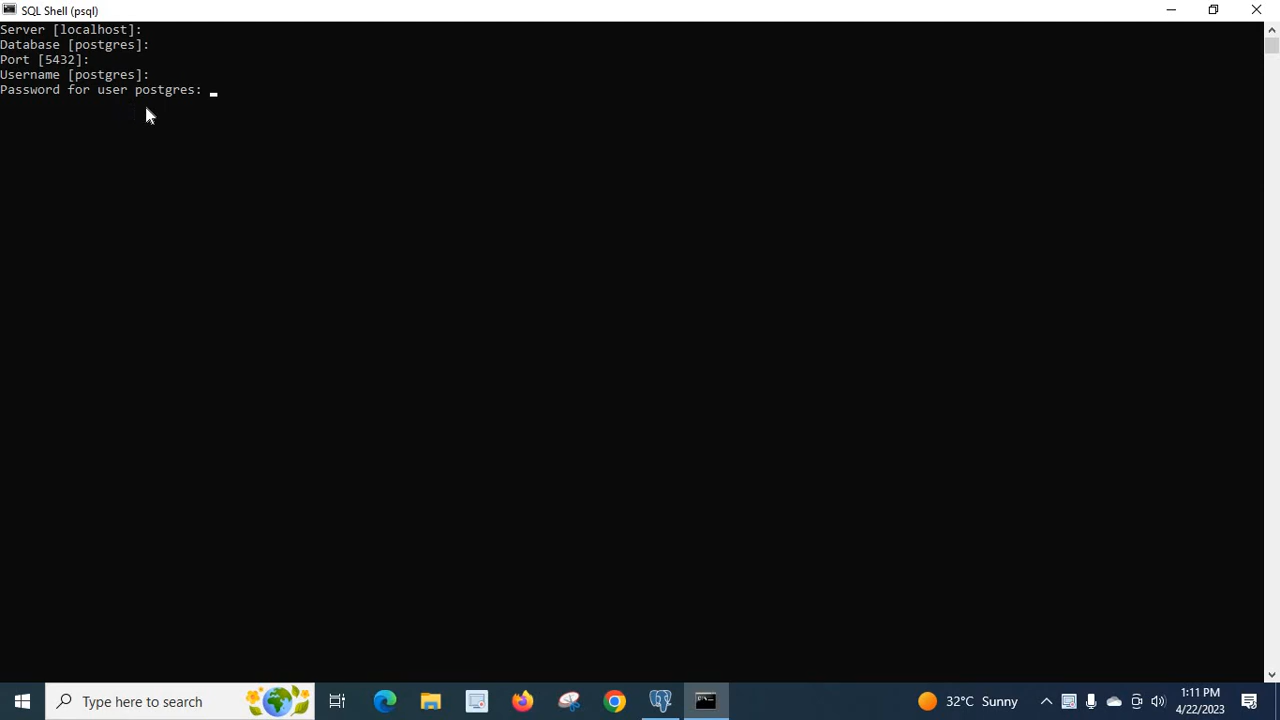 SQL Shell (psql)
Server [localhost]:
Database [postgres]:
Port [5432]:
Username [postgres]:
Password for user postgres:
Type here to search
32°C Sunny
1:11 PM
4/22/2023